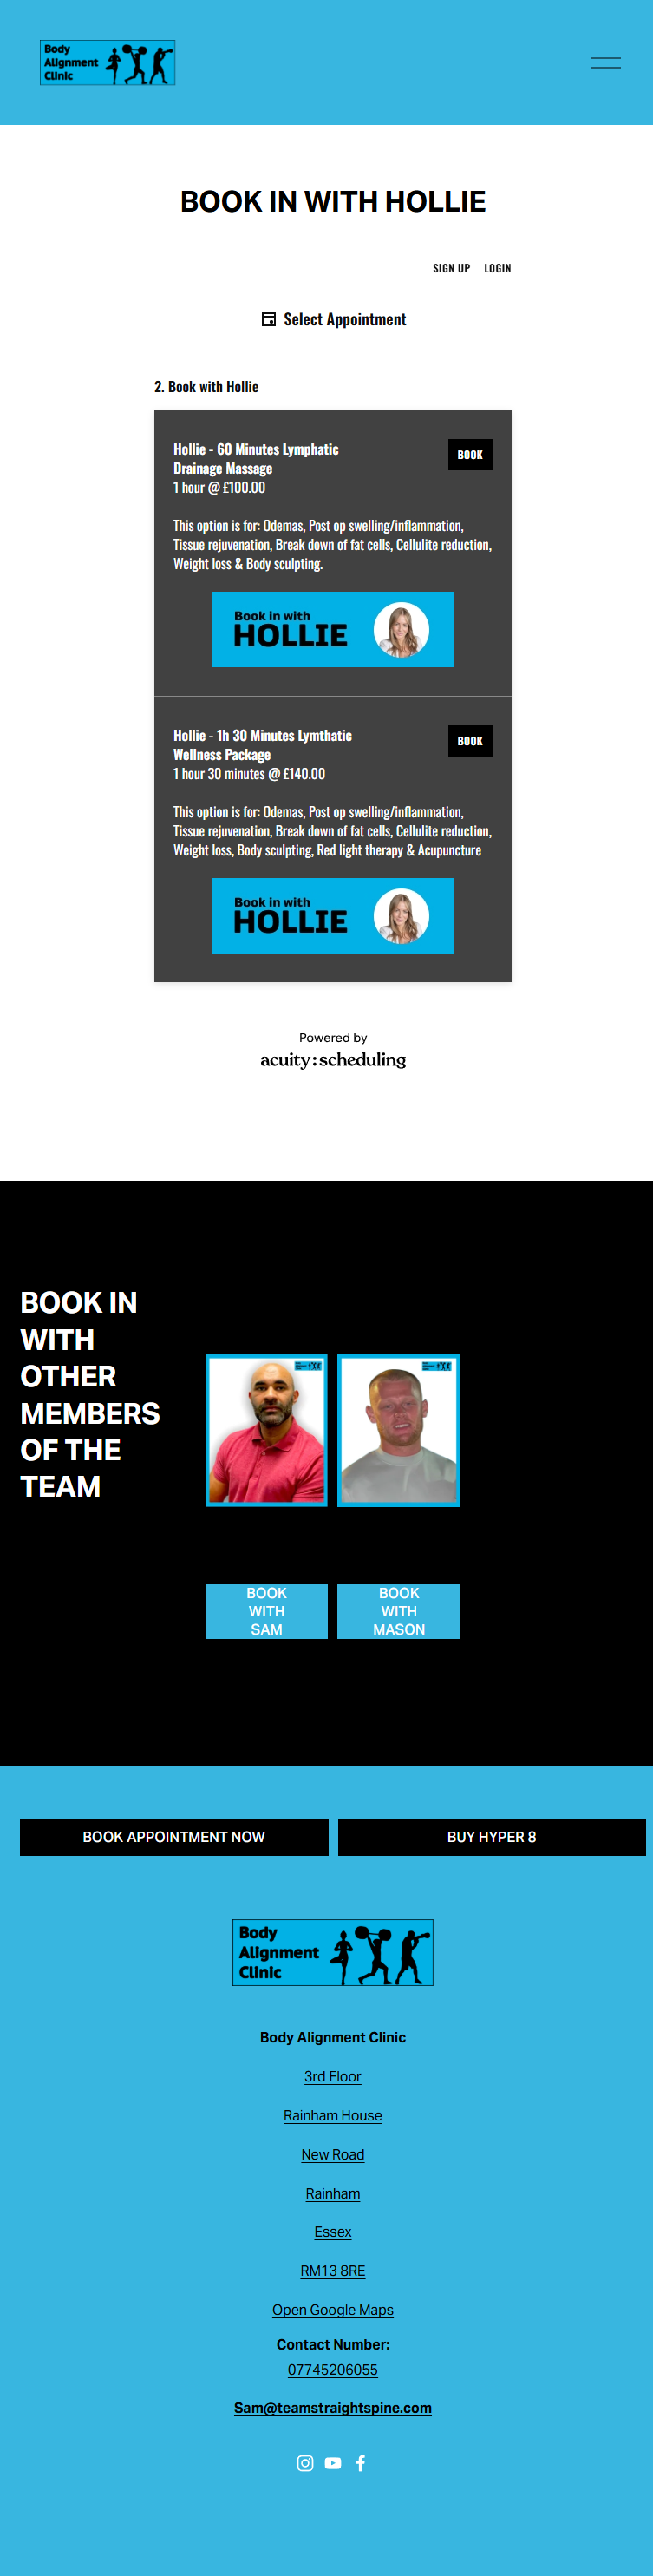 Body
Alignment
Clinic
BOOK IN WITH HOLLIE
SIGN UP LOGIN
Select Appointment
2. Book with Hollie
Hollie - 60 Minutes Lymphatic
Drainage Massage
BOOK
1 hour @ £100.00
This option is for: Odemas, Post op swelling/inflammation,
Tissue rejuvenation, Break down of fat cells, Cellulite reduction,
Weight loss & Body sculpting.
Book in with
HOLLIE
Hollie - 1h 30 Minutes Lymthatic
Wellness Package
BOOK
1 hour 30 minutes @ £140.00
This option is for: Odemas, Post op swelling/inflammation,
Tissue rejuvenation, Break down of fat cells, Cellulite reduction,
Weight loss, Body sculpting, Red light therapy & Acupuncture
Book in with
HOLLIE
Powered by
acuity:scheduling
BOOK IN
WITH
OTHER
MEMBERS
OF THE
TEAM
BOOK
WITH
SAM
BOOK
WITH
MASON
BOOK APPOINTMENT NOW
BUY HYPER 8
Body
Alignment
Clinic
Body Alignment Clinic
3rd Floor
Rainham House
New Road
Rainham
Essex
RM13 8RE
Open Google Maps
Contact Number:
07745206055
Sam@teamstraightspine.com